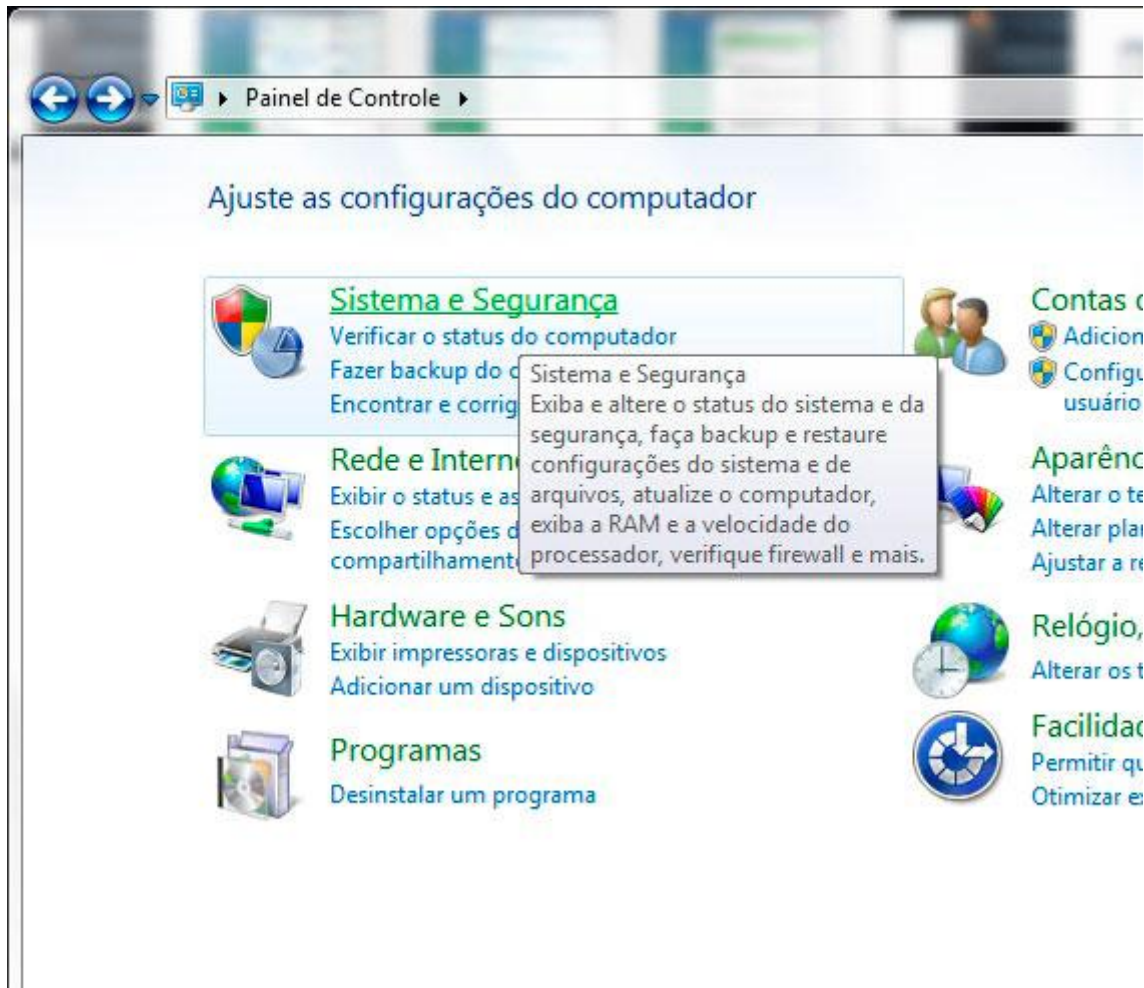 Painel de Controle
Ajuste as configurações do computador
Sistema e Segurança
Verificar o status do computador
Fazer backup do
Encontrar e corrig
Sistema e Segurança
Exiba e altere o status do sistema e da
segurança, faça backup e restaure
configurações do sistema e de
arquivos, atualize o computador,
exiba a RAM e a velocidade do
processador, verifique firewall e mais.
Rede e Intern
Exibir o status e as
Escolher opções d
compartilhament
Hardware e Sons
Exibir impressoras e dispositivos
Adicionar um dispositivo
Programas
Desinstalar um programa
Contas
Adicion
Configu
usuário
Aparênc
Alterar o te
Alterar pla
Ajustar a re
Relógio,
Alterar os t
Facilidad
Permitir qu
Otimizar ex